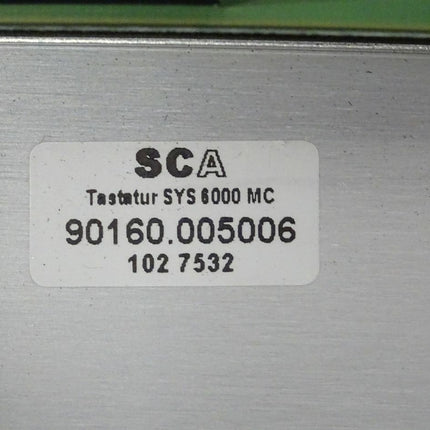 SCA
Tastatur SYS 6000 MC
90160.005006
102 7532